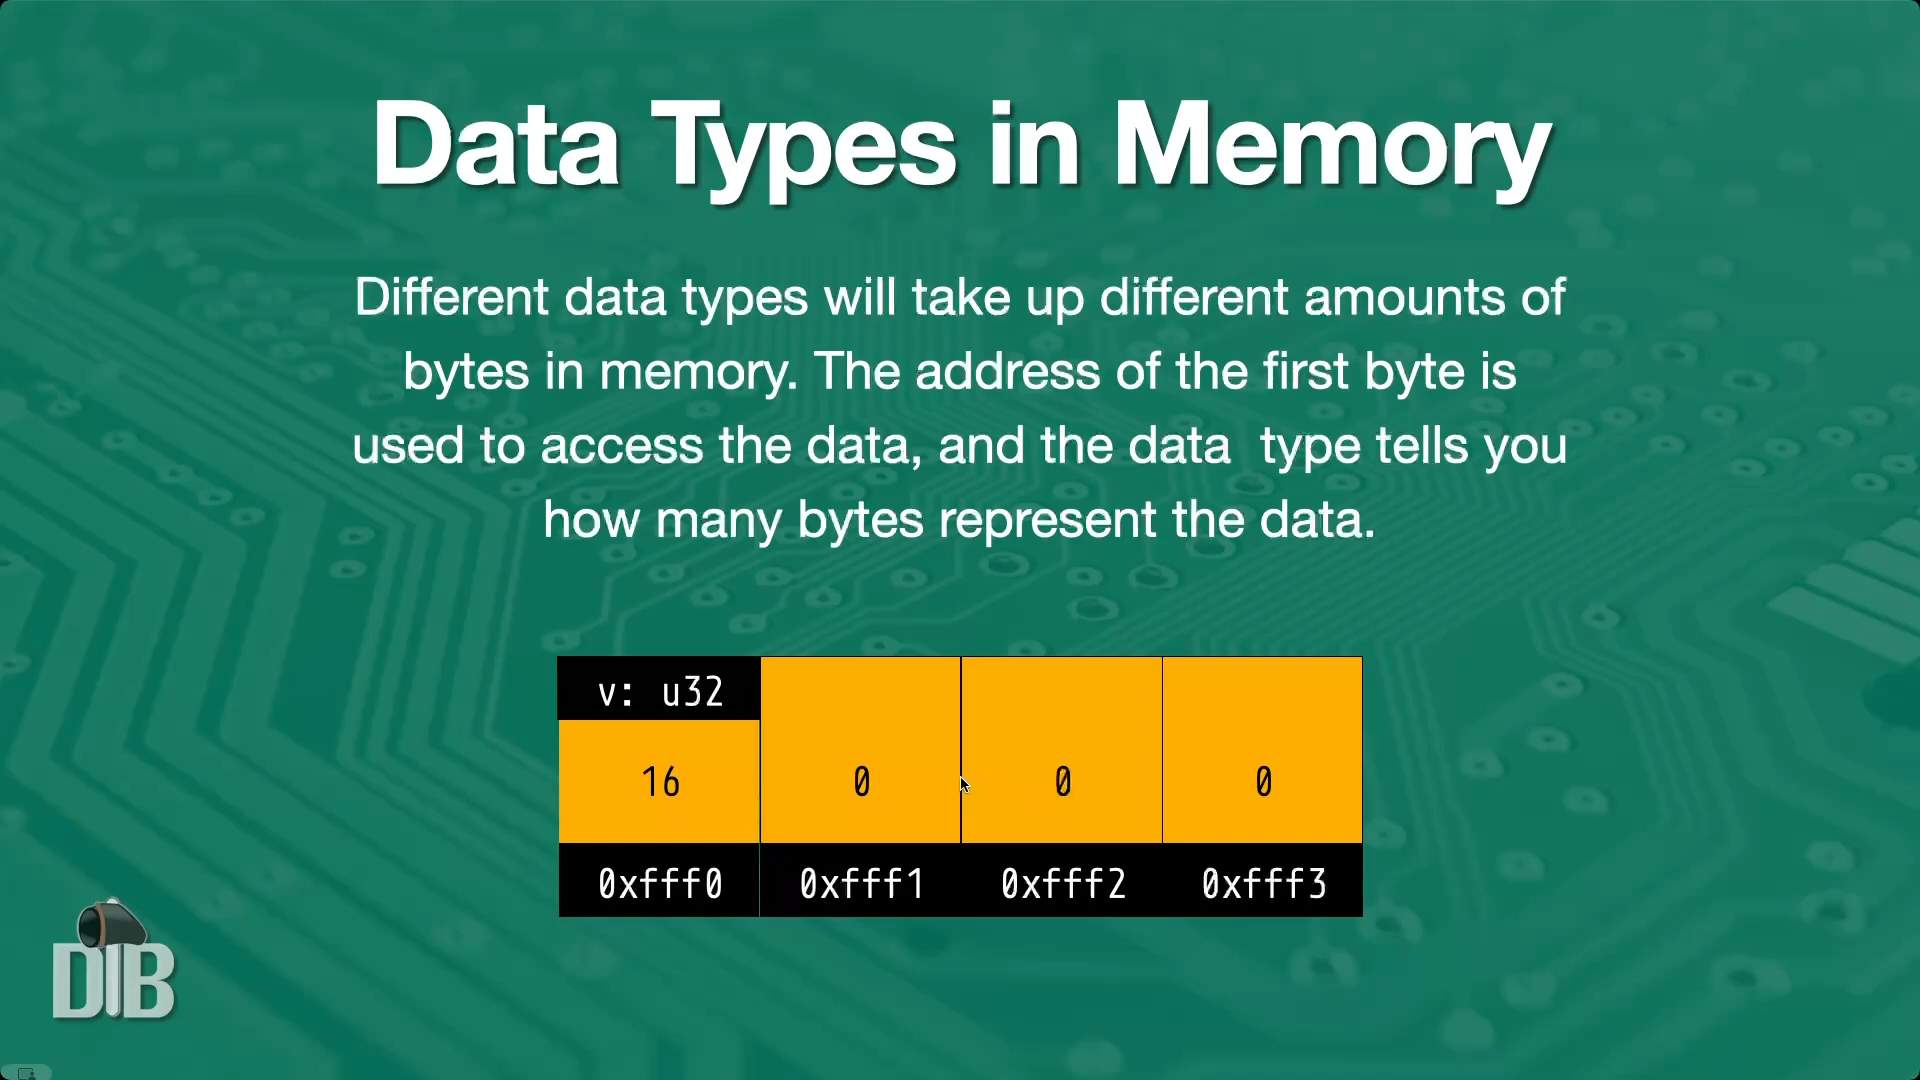 Data Types in Memory
Different data types will take up different amounts of
bytes in memory. The address of the first byte is
used to access the data, and the data  type tells you
how many bytes represent the data.
v: u32
16 0 0 0
0xfff0 0xfff1 0xfff2 0xfff3
DIB